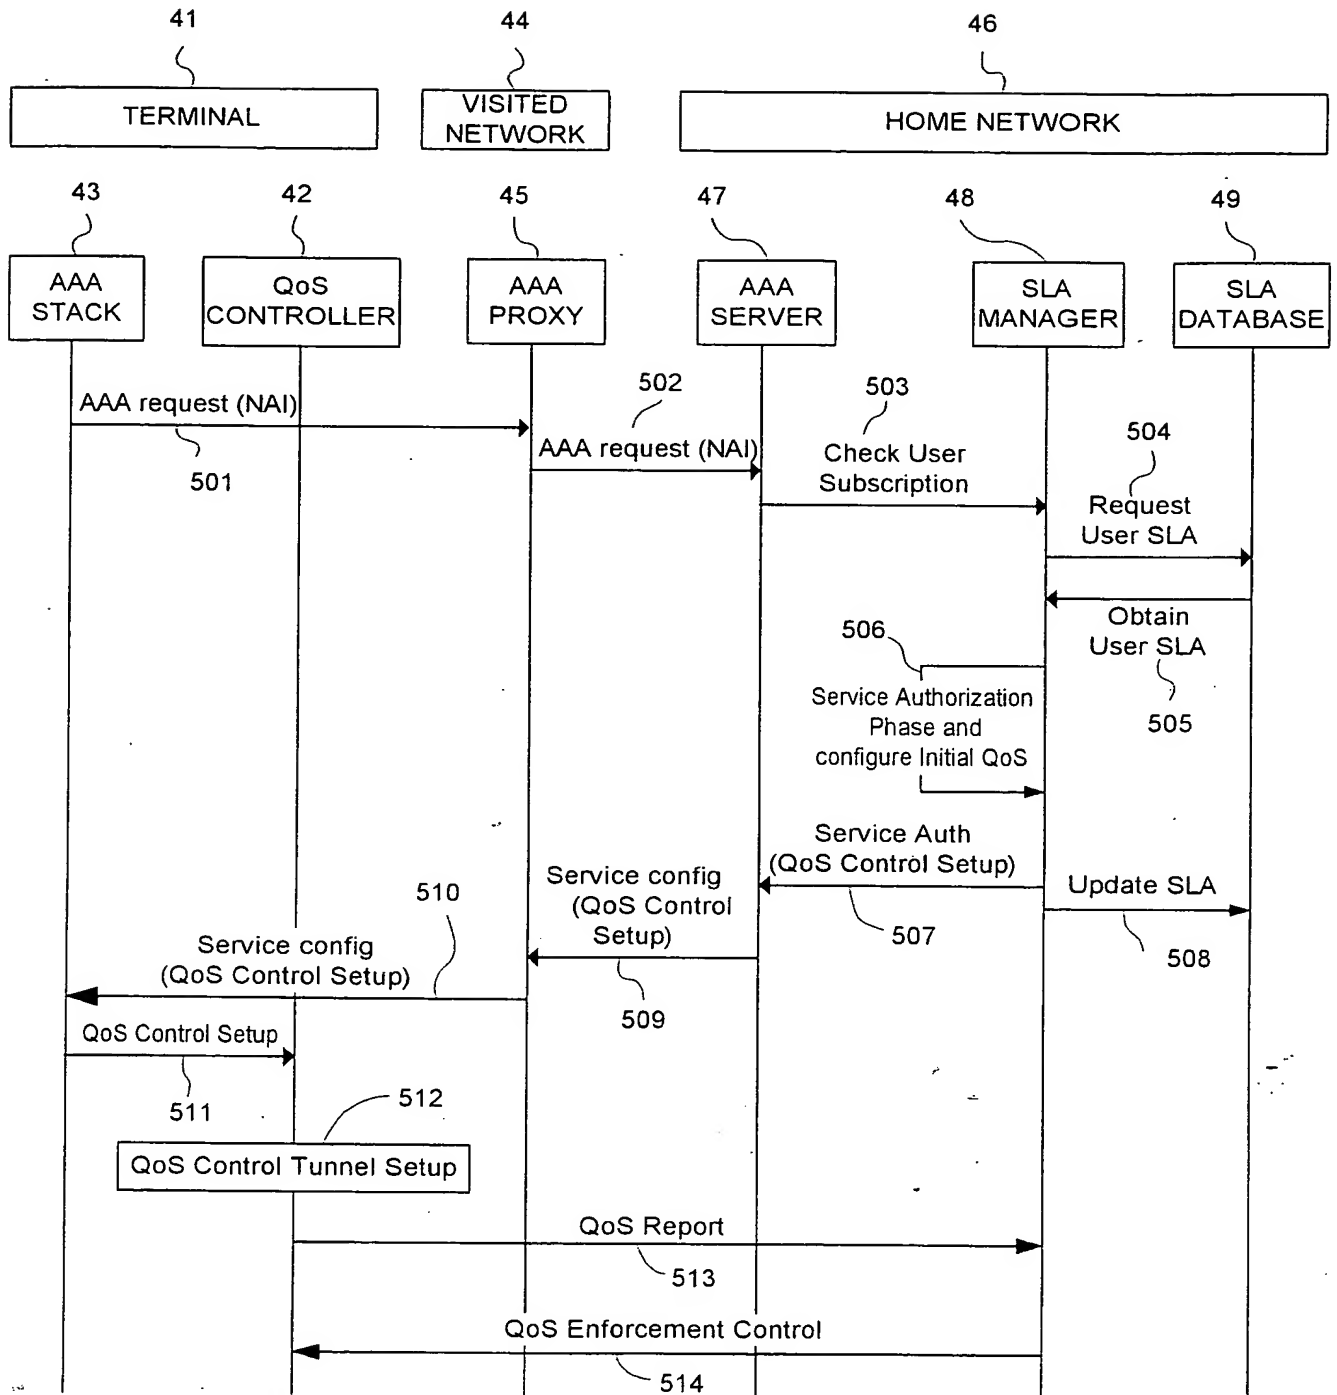 41
44
46
TERMINAL
VISITED
NETWORK
HOME NETWORK
43
42
45
47
48
49
AAA
STACK
QoS
CONTROLLER
AAA
PROXY
AAA
SERVER
SLA
MANAGER
SLA
DATABASE
AAA request (NAI)
501
502
AAA request (NAI)
503
Check User
Subscription
504
Request
User SLA
Obtain
User SLA
505
506
Service Authorization
Phase and
configure Initial QoS
Service Auth
(QoS Control Setup)
507
Update SLA
508
Service config
(QoS Control
Setup)
509
510
Service config
(QoS Control Setup)
QoS Control Setup
511
512
QoS Control Tunnel Setup
QoS Report
513
QoS Enforcement Control
514